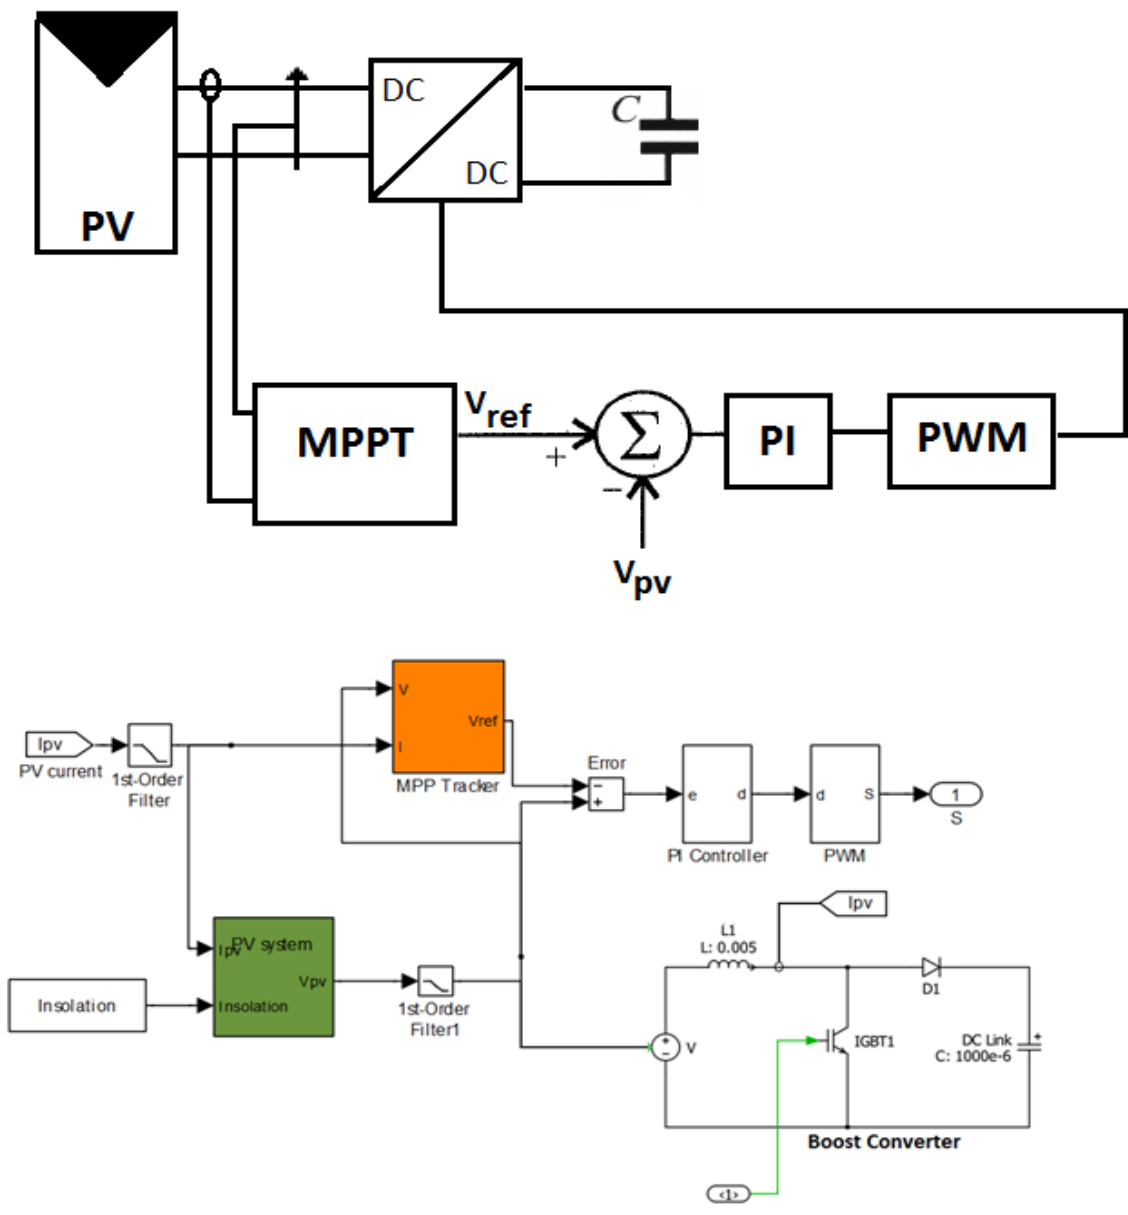 DC
C
DC
PV
V ref
MPPT
+
Σ
PI
PWM
−
V pv
V
Vref
Ipv
PV current
1st-Order
Filter
I
MPP Tracker
Error
−
+
e
d
PI Controller
d
S
PWM
1
S
Ipv
PV system
Ipv
Vpv
Insolation
Insolation
1st-Order
Filter1
L1
L: 0.005
D1
+
−
V
IGBT1
DC Link
C: 1000e-6
+
Boost Converter
<1>